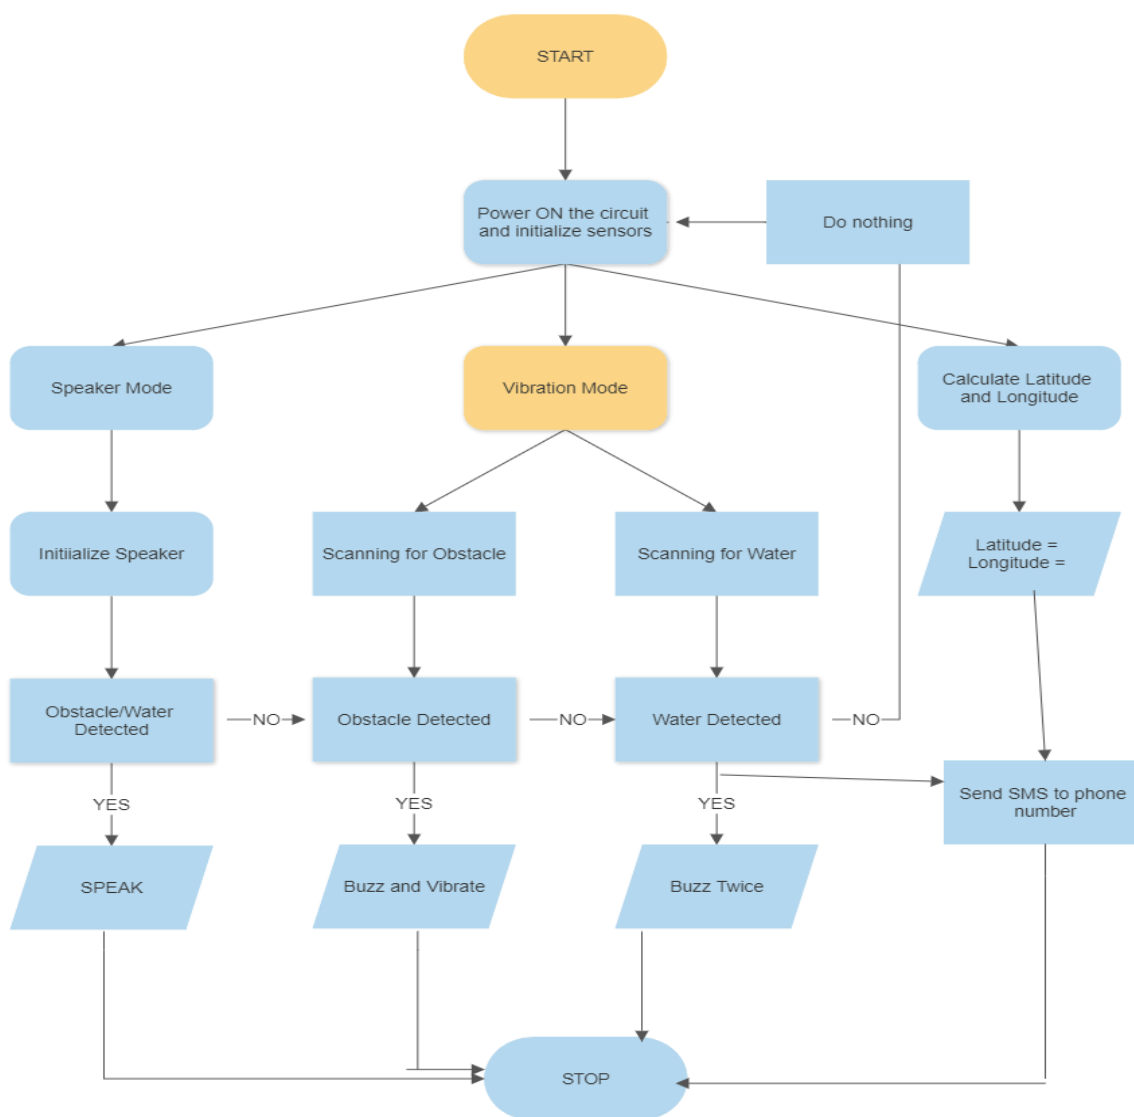 START
Power ON the circuit
and initialize sensors
Do nothing
Speaker Mode
Vibration Mode
Calculate Latitude
and Longitude
Initiialize Speaker
Scanning for Obstacle
Scanning for Water
Latitude =
Longitude =
Obstacle/Water
Detected
NO
Obstacle Detected
NO
Water Detected
NO
YES
YES
YES
Send SMS to phone
number
SPEAK
Buzz and Vibrate
Buzz Twice
STOP